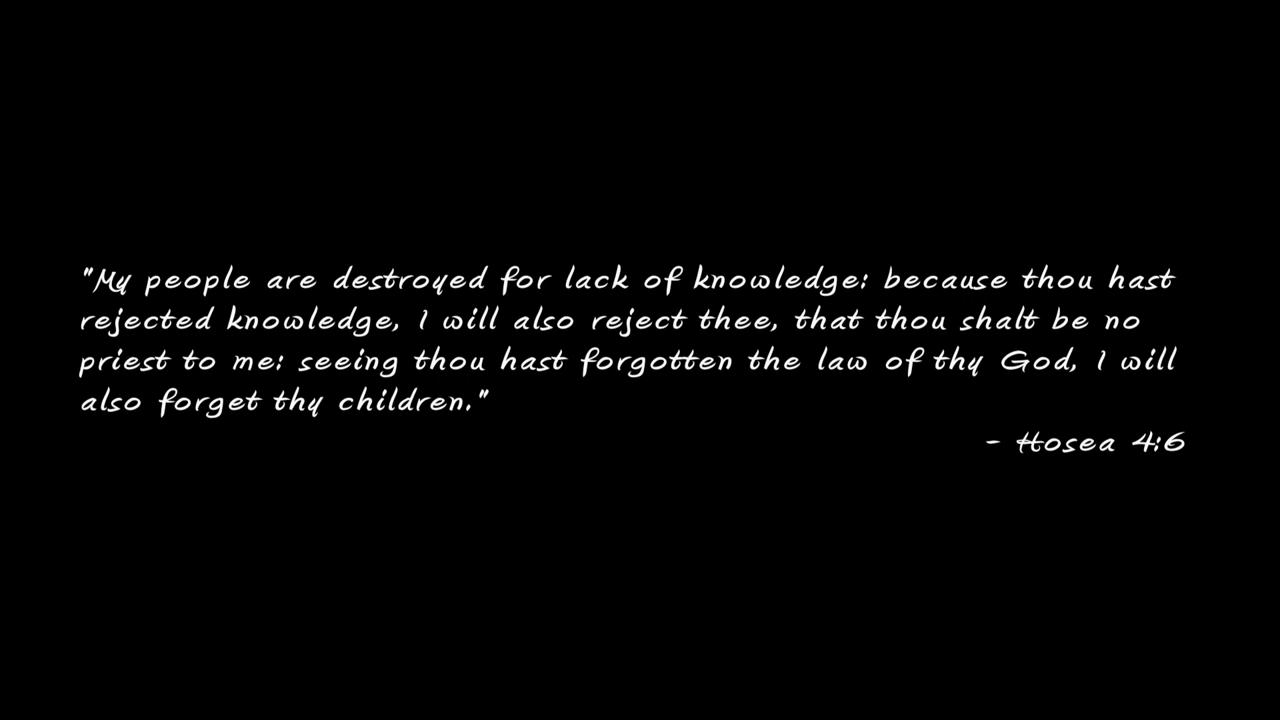 "My people are destroyed for lack of knowledge: because thou hast
rejected knowledge, I will also reject thee, that thou shalt be no
priest to me: seeing thou hast forgotten the law of thy God, I will
also forget thy children."
- Hosea 4:6